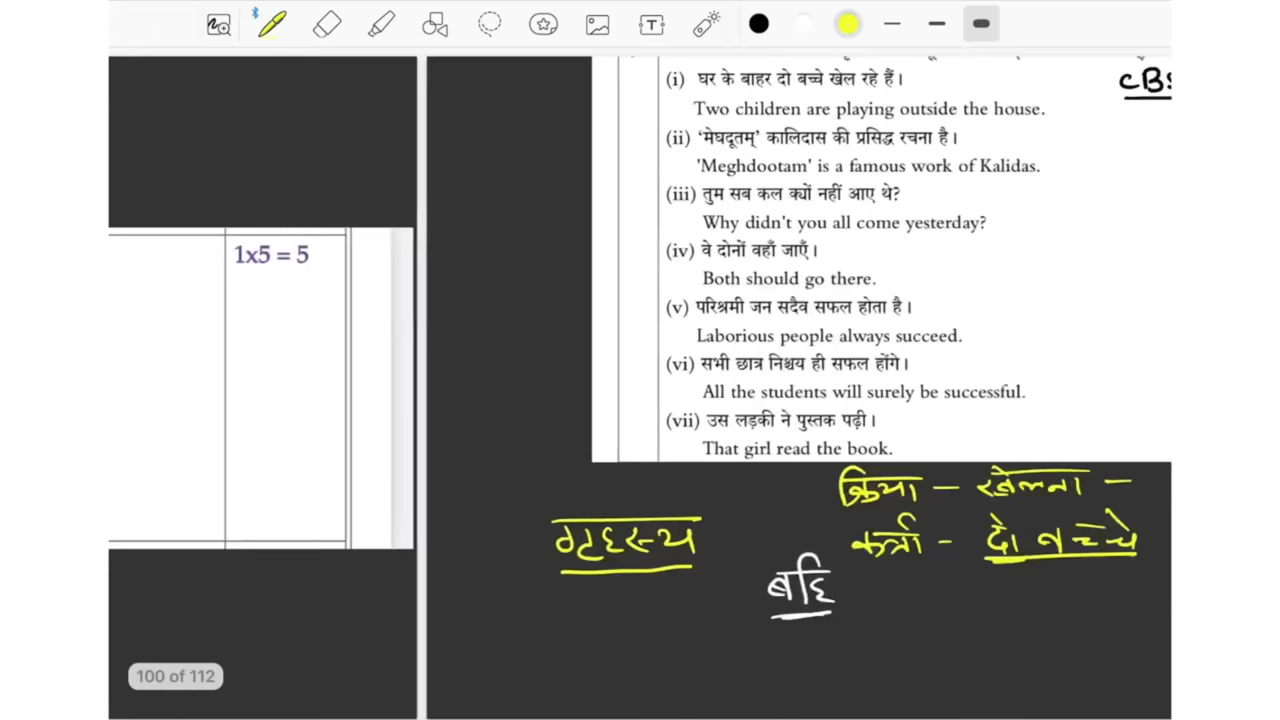 CBS
(i) घर के बाहर दो बच्चे खेल रहे हैं।
Two children are playing outside the house.
(ii) 'मेघदूतम्' कालिदास की प्रसिद्ध रचना है।
'Meghdootam' is a famous work of Kalidas.
(iii) तुम सब कल क्यों नहीं आए थे?
Why didn't you all come yesterday?
(iv) वे दोनों वहाँ जाएँ।
Both should go there.
1x5 = 5
(v) परिश्रमी जन सदैव सफल होता है।
Laborious people always succeed.
(vi) सभी छात्र निश्चय ही सफल होंगे।
All the students will surely be successful.
(vii) उस लड़की ने पुस्तक पढ़ी।
That girl read the book.
क्रिया – खेलना –
गृहस्य
कर्त्ता - दो बच्चे
बहि
100 of 112